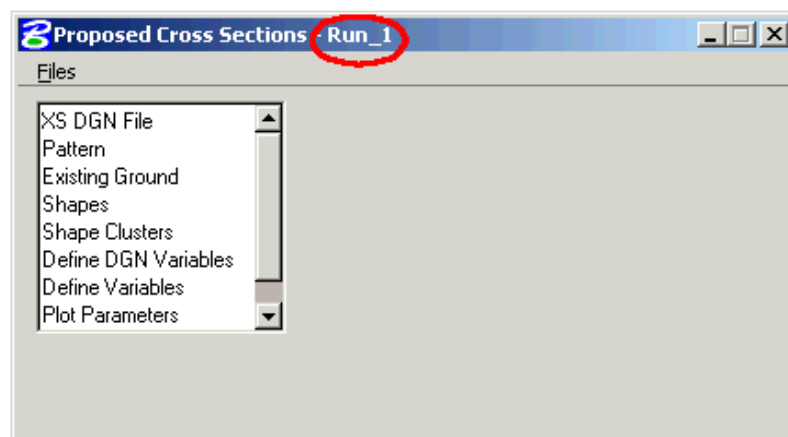 Proposed Cross Sections - Run_1
Files
XS DGN File
Pattern
Existing Ground
Shapes
Shape Clusters
Define DGN Variables
Define Variables
Plot Parameters